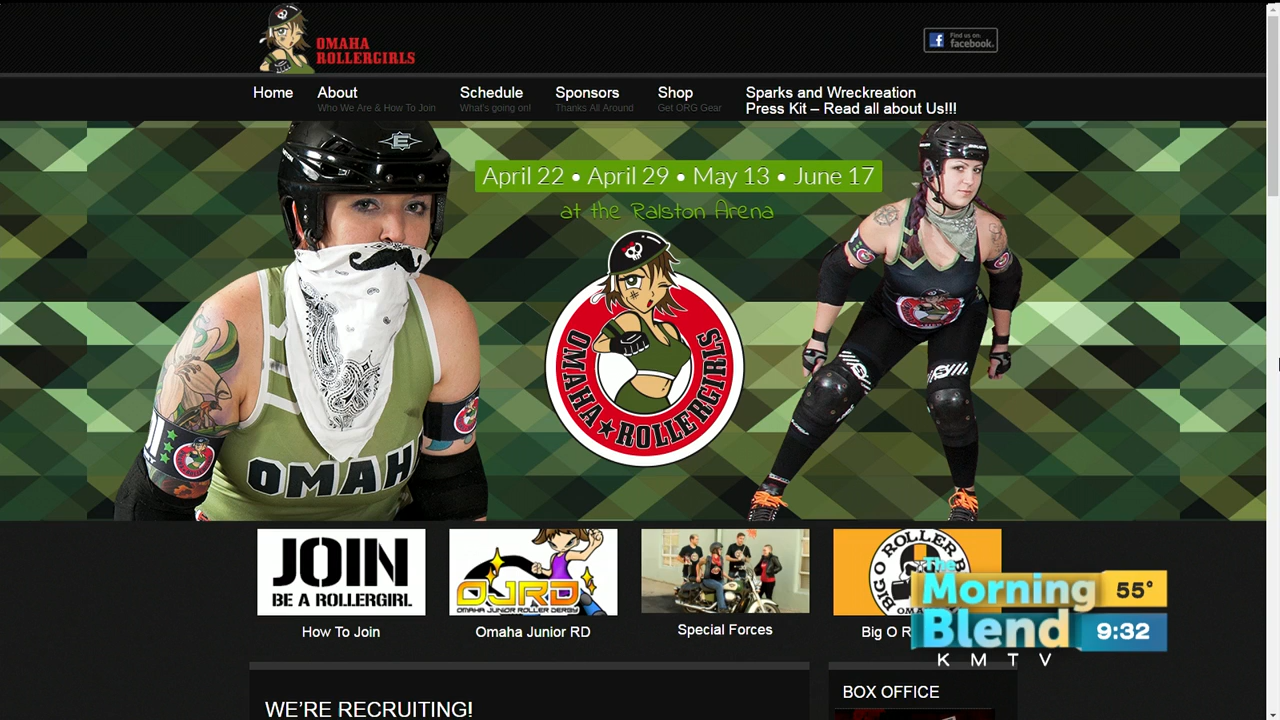 OMAHA
ROLLERGIRLS
Find us on
facebook.
Home
About
Who We Are & How To Join
Schedule
What's going on!
Sponsors
Thanks All Around
Shop
Get ORG Gear
Sparks and Wreckreation
Press Kit – Read all about Us!!!
E
April 22 • April 29 • May 13 • June 17
at the Ralston Arena
OMAHA ★ ROLLERGIRLS
OMAH
JOIN
BE A ROLLERGIRL
OJRD
OMAHA JUNIOR ROLLER DERBY
BIG O ROLLER B
OMA
How To Join
Omaha Junior RD
Special Forces
Big O R
The
Morning
Blend
KMTV
55°
9:32
WE'RE RECRUITING!
BOX OFFICE